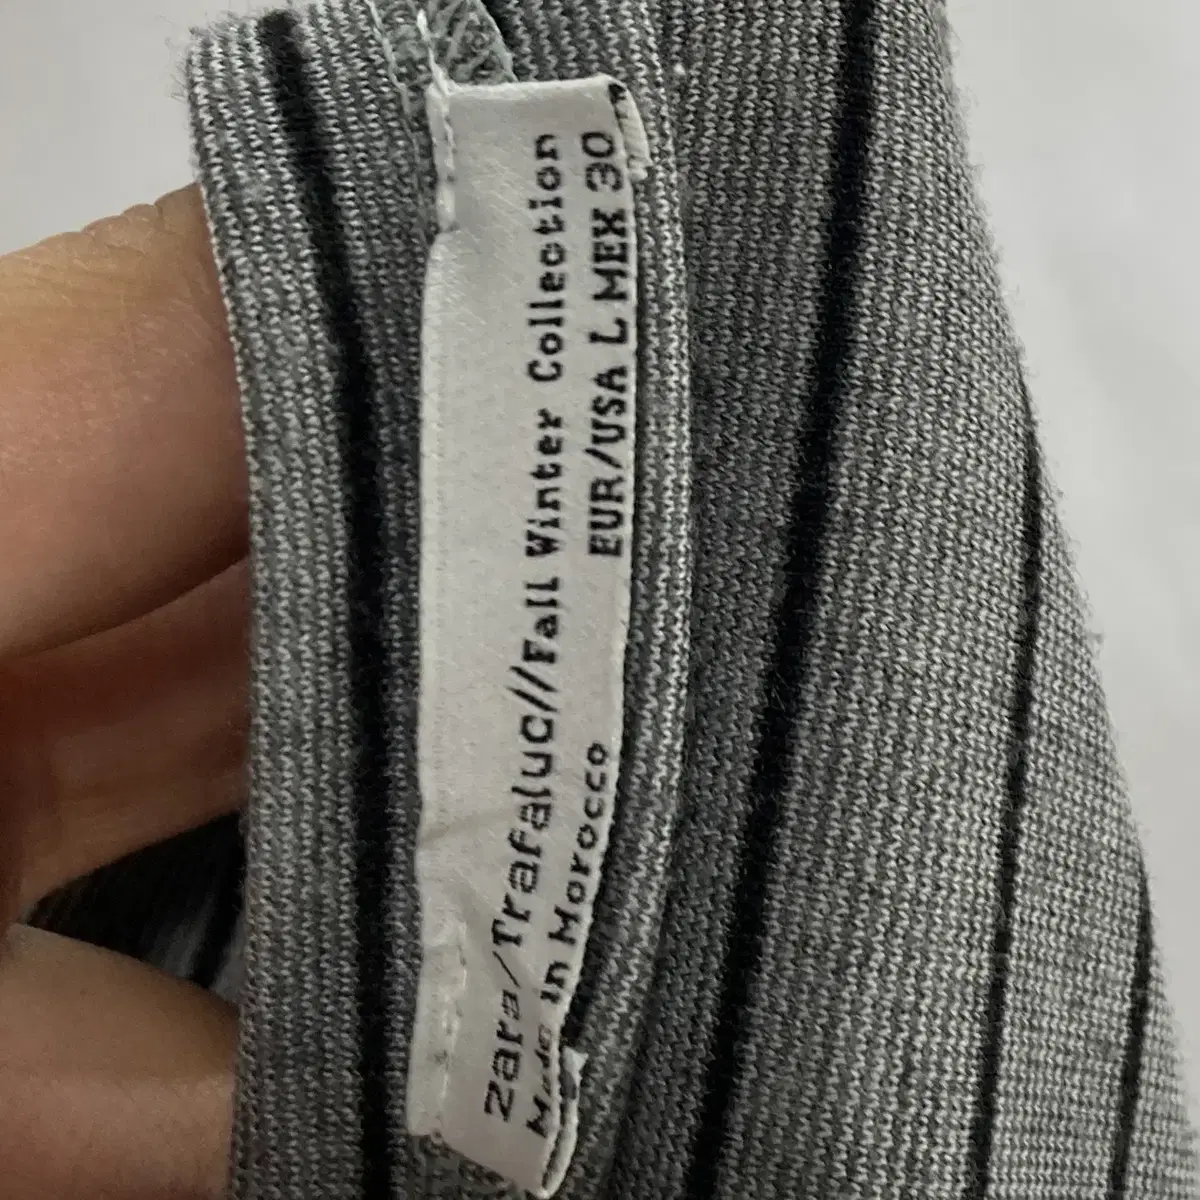 Zara/TrafaluC//Fall Winter Collection
Made in Morocco EUR/USA L MEX 30